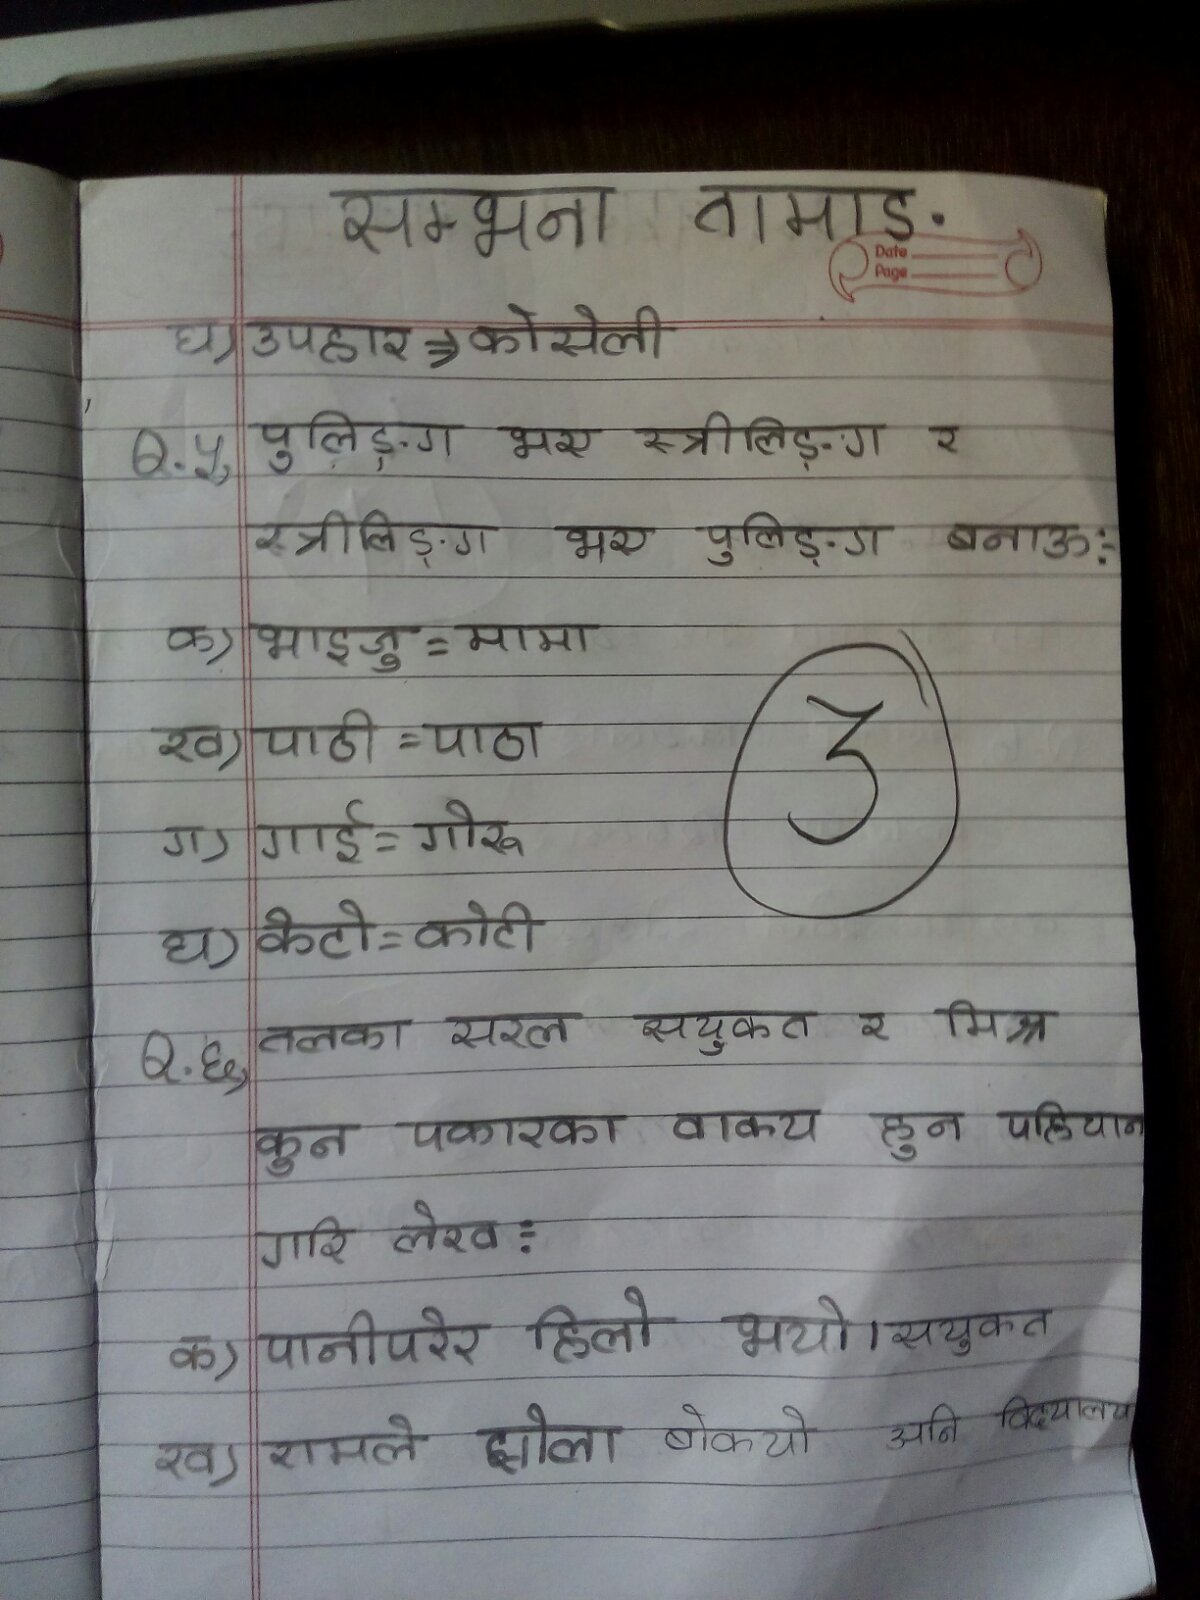 सम्भना तामाङ
Date
Page
घ) उपहार ⇒ कोसेली
Q.५, पुलिङ्ग भए स्त्रीलिङ्ग र
स्त्रीलिङ्ग भए पुलिङ्ग बनाऊ:-
क) भाइजु = मामा
ख) पाठी = पाठा
३
ग) गाई = गोरू
घ) केटो = कोटी
Q.६, तलका सरल सयुकत र मिश्र
कुन पकारका वाकय हुन पहियान
गरि लेख:-
क) पानीपरेर हिलो भयो। सयुकत
ख) रामले झोला बोकयो अनि विदयालय